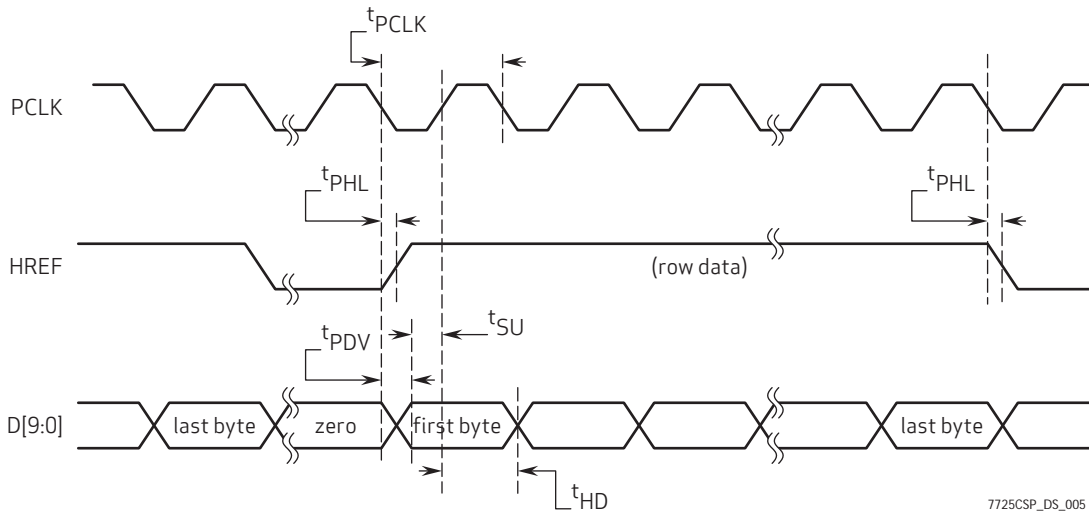 tPCLK
PCLK
tPHL
tPHL
HREF
(row data)
tPDV
tSU
D[9:0]
last byte
zero
first byte
last byte
tHD
7725CSP_DS_005